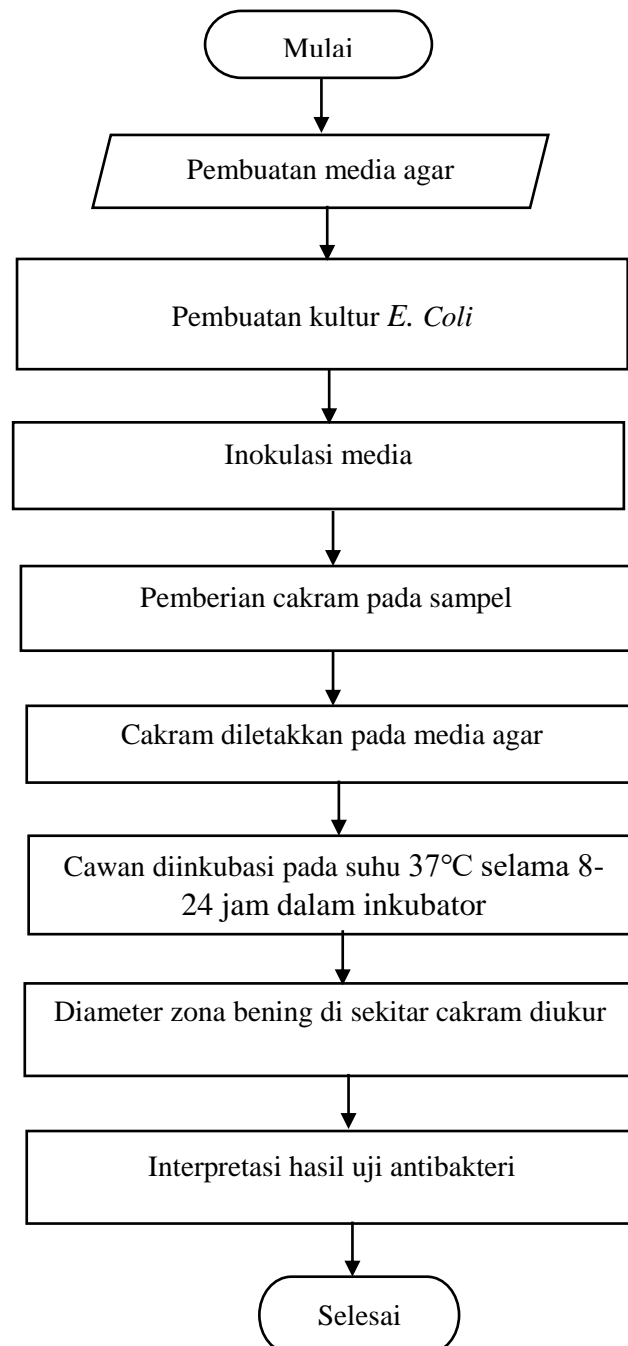 Mulai
Pembuatan media agar
Pembuatan kultur E. Coli
Inokulasi media
Pemberian cakram pada sampel
Cakram diletakkan pada media agar
Cawan diinkubasi pada suhu 37°C selama 8-
24 jam dalam inkubator
Diameter zona bening di sekitar cakram diukur
Interpretasi hasil uji antibakteri
Selesai